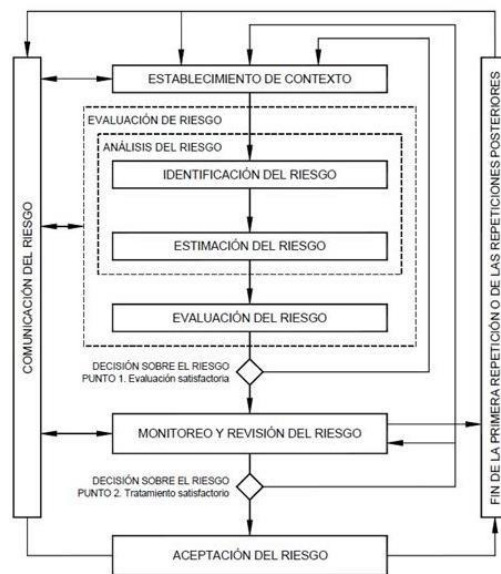 ESTABLECIMIENTO DE CONTEXTO
EVALUACIÓN DE RIESGO
ANÁLISIS DEL RIESGO
IDENTIFICACIÓN DEL RIESGO
ESTIMACIÓN DEL RIESGO
EVALUACIÓN DEL RIESGO
DECISIÓN SOBRE EL RIESGO
PUNTO 1. Evaluación satisfactoria
MONITOREO Y REVISIÓN DEL RIESGO
DECISIÓN SOBRE EL RIESGO
PUNTO 2. Tratamiento satisfactorio
ACEPTACIÓN DEL RIESGO
COMUNICACIÓN DEL RIESGO
FIN DE LA PRIMERA REPETICIÓN O DE LAS REPETICIONES POSTERIORES